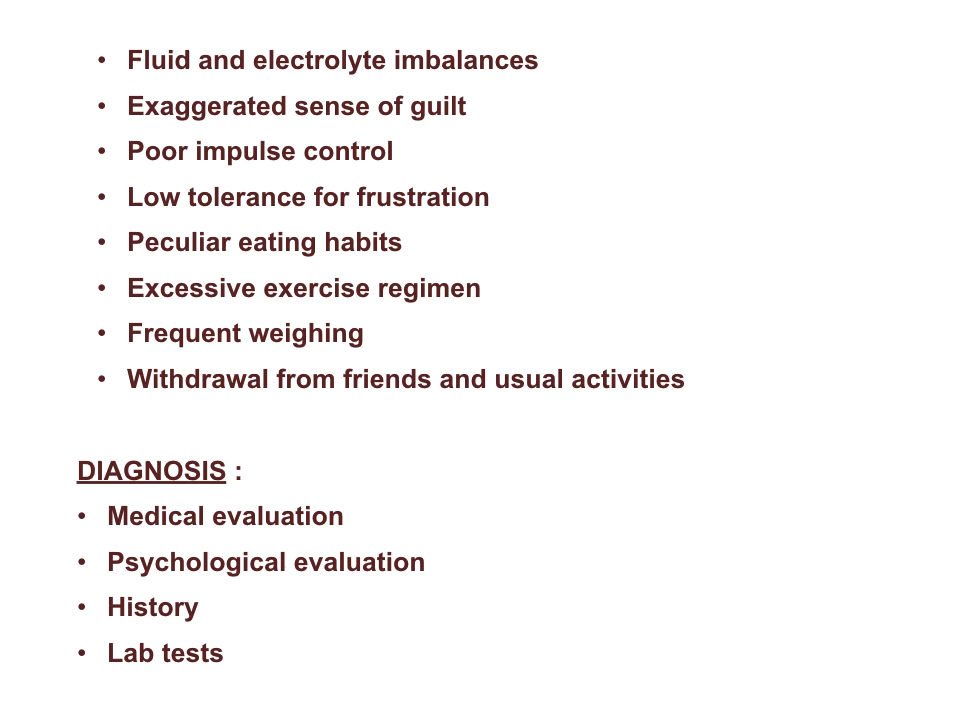 • Fluid and electrolyte imbalances
• Exaggerated sense of guilt
• Poor impulse control
• Low tolerance for frustration
• Peculiar eating habits
• Excessive exercise regimen
• Frequent weighing
• Withdrawal from friends and usual activities
DIAGNOSIS :
• Medical evaluation
• Psychological evaluation
• History
• Lab tests